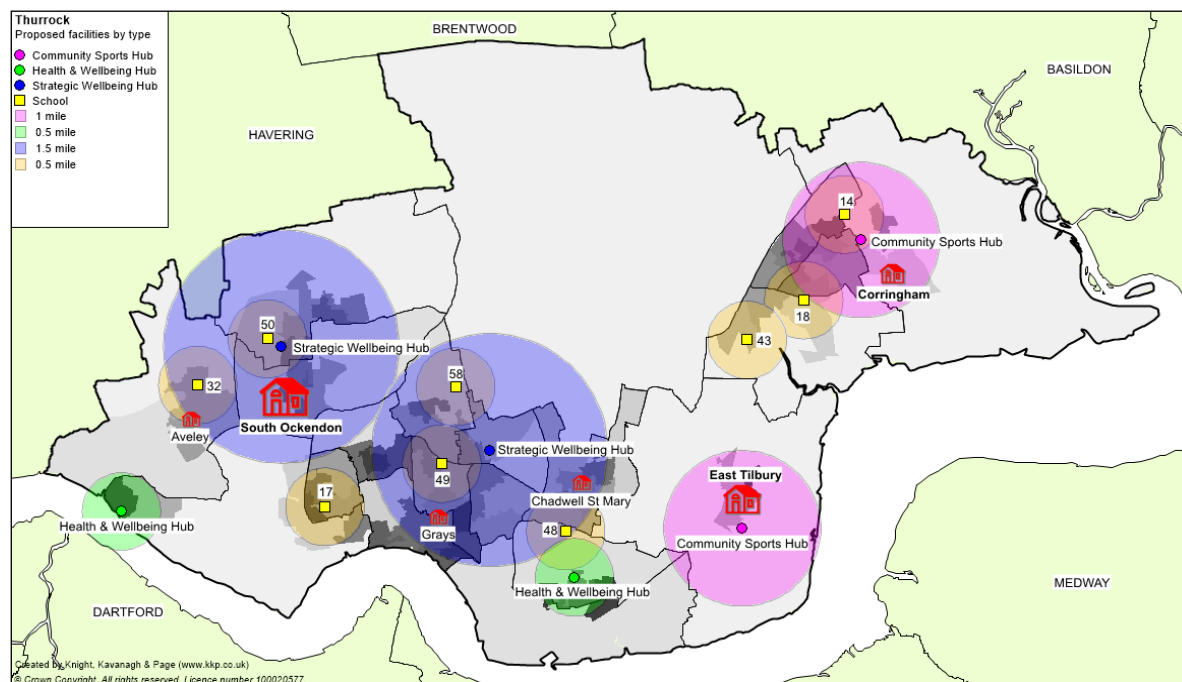 Thurrock
Proposed facilities by type
Community Sports Hub
Health & Wellbeing Hub
Strategic Wellbeing Hub
School
1 mile
0.5 mile
1.5 mile
0.5 mile
BRENTWOOD
BASILDON
HAVERING
14
Community Sports Hub
Corringham
18
43
50
Strategic Wellbeing Hub
32
South Ockendon
Aveley
58
Strategic Wellbeing Hub
49
East Tilbury
17
Chadwell St Mary
Health & Wellbeing Hub
Grays
48
Community Sports Hub
Health & Wellbeing Hub
MEDWAY
DARTFORD
Created by Knight, Kavanagh & Page (www.kkp.co.uk)
© Crown Copyright. All rights reserved. Licence number 100020577